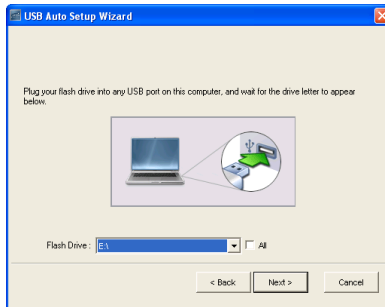 USB Auto Setup Wizard
Plug your flash drive into any USB port on this computer, and wait for the drive letter to appear
below.
Flash Drive : E:\ All
< Back Next > Cancel